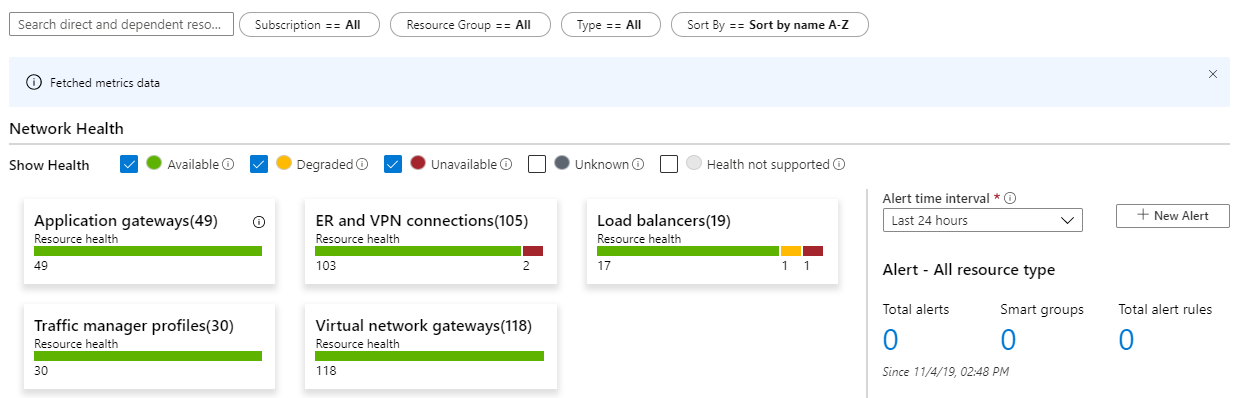 Search direct and dependent reso...
Subscription == All
Resource Group == All
Type == All
Sort By == Sort by name A-Z
Fetched metrics data
Network Health
Show Health
Available
Degraded
Unavailable
Unknown
Health not supported
Application gateways(49)
Resource health
49
ER and VPN connections(105)
Resource health
103 2
Load balancers(19)
Resource health
17 1 1
Traffic manager profiles(30)
Resource health
30
Virtual network gateways(118)
Resource health
118
Alert time interval *
Last 24 hours
New Alert
Alert - All resource type
Total alerts
0
Smart groups
0
Total alert rules
0
Since 11/4/19, 02:48 PM